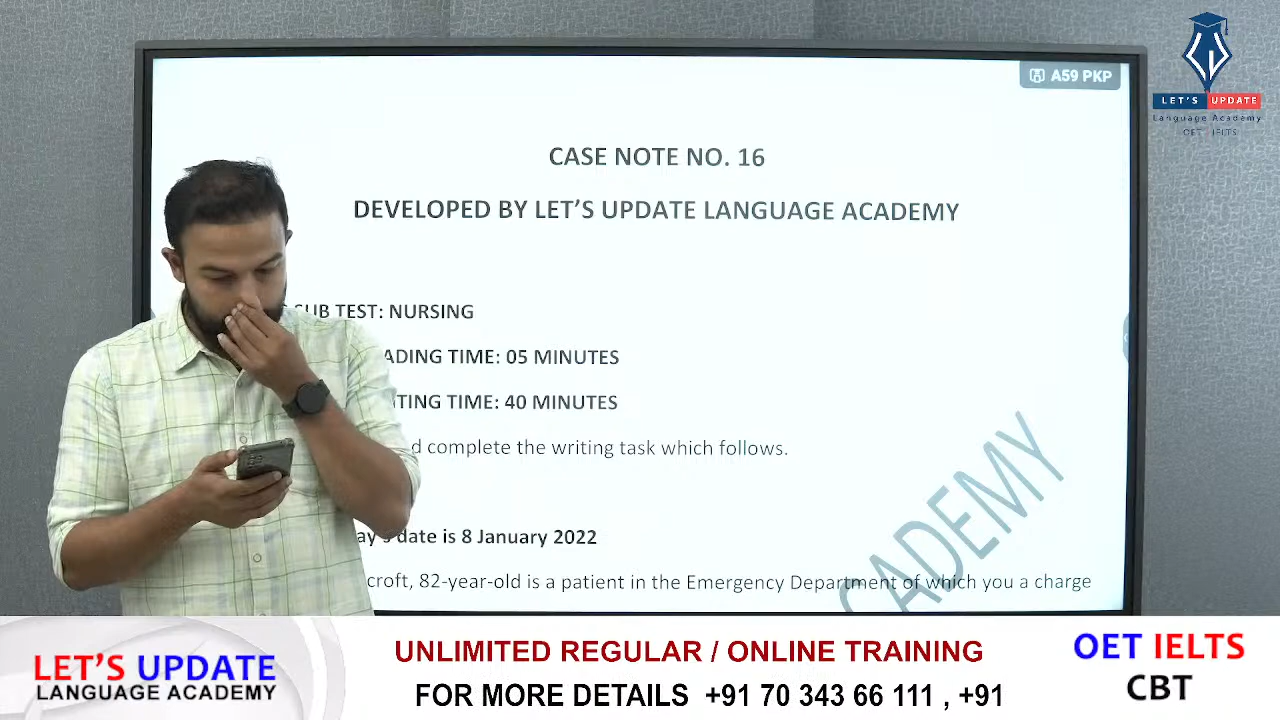 A59 PKP
LET'S UPDATE
Language Academy
OET - IELTS
CASE NOTE NO. 16
DEVELOPED BY LET'S UPDATE LANGUAGE ACADEMY
SUB TEST: NURSING
ADING TIME: 05 MINUTES
TING TIME: 40 MINUTES
d complete the writing task which follows.
ay's date is 8 January 2022
croft, 82-year-old is a patient in the Emergency Department of which you a charge
CADEMY
LET'S UPDATE
LANGUAGE ACADEMY
UNLIMITED REGULAR / ONLINE TRAINING
FOR MORE DETAILS +91 70 343 66 111 , +91
OET IELTS
CBT